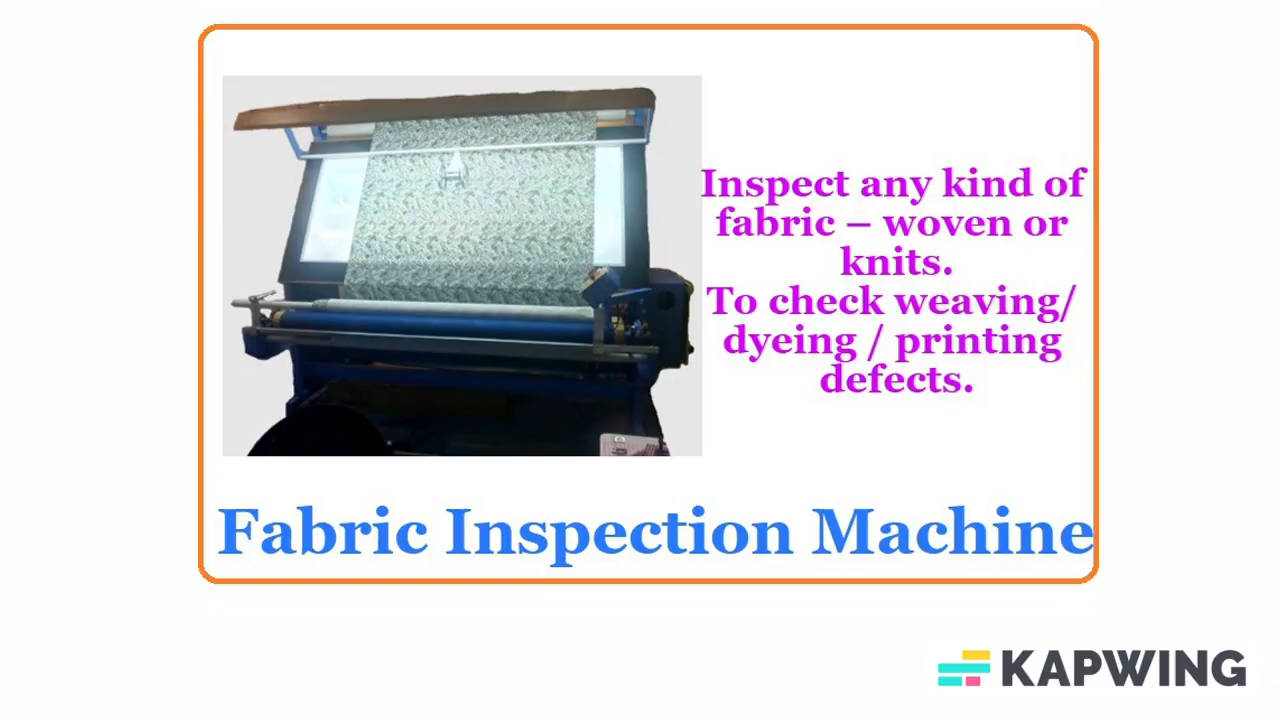 Inspect any kind of
fabric – woven or
knits.
To check weaving/
dyeing / printing
defects.
Fabric Inspection Machine
KAPWING